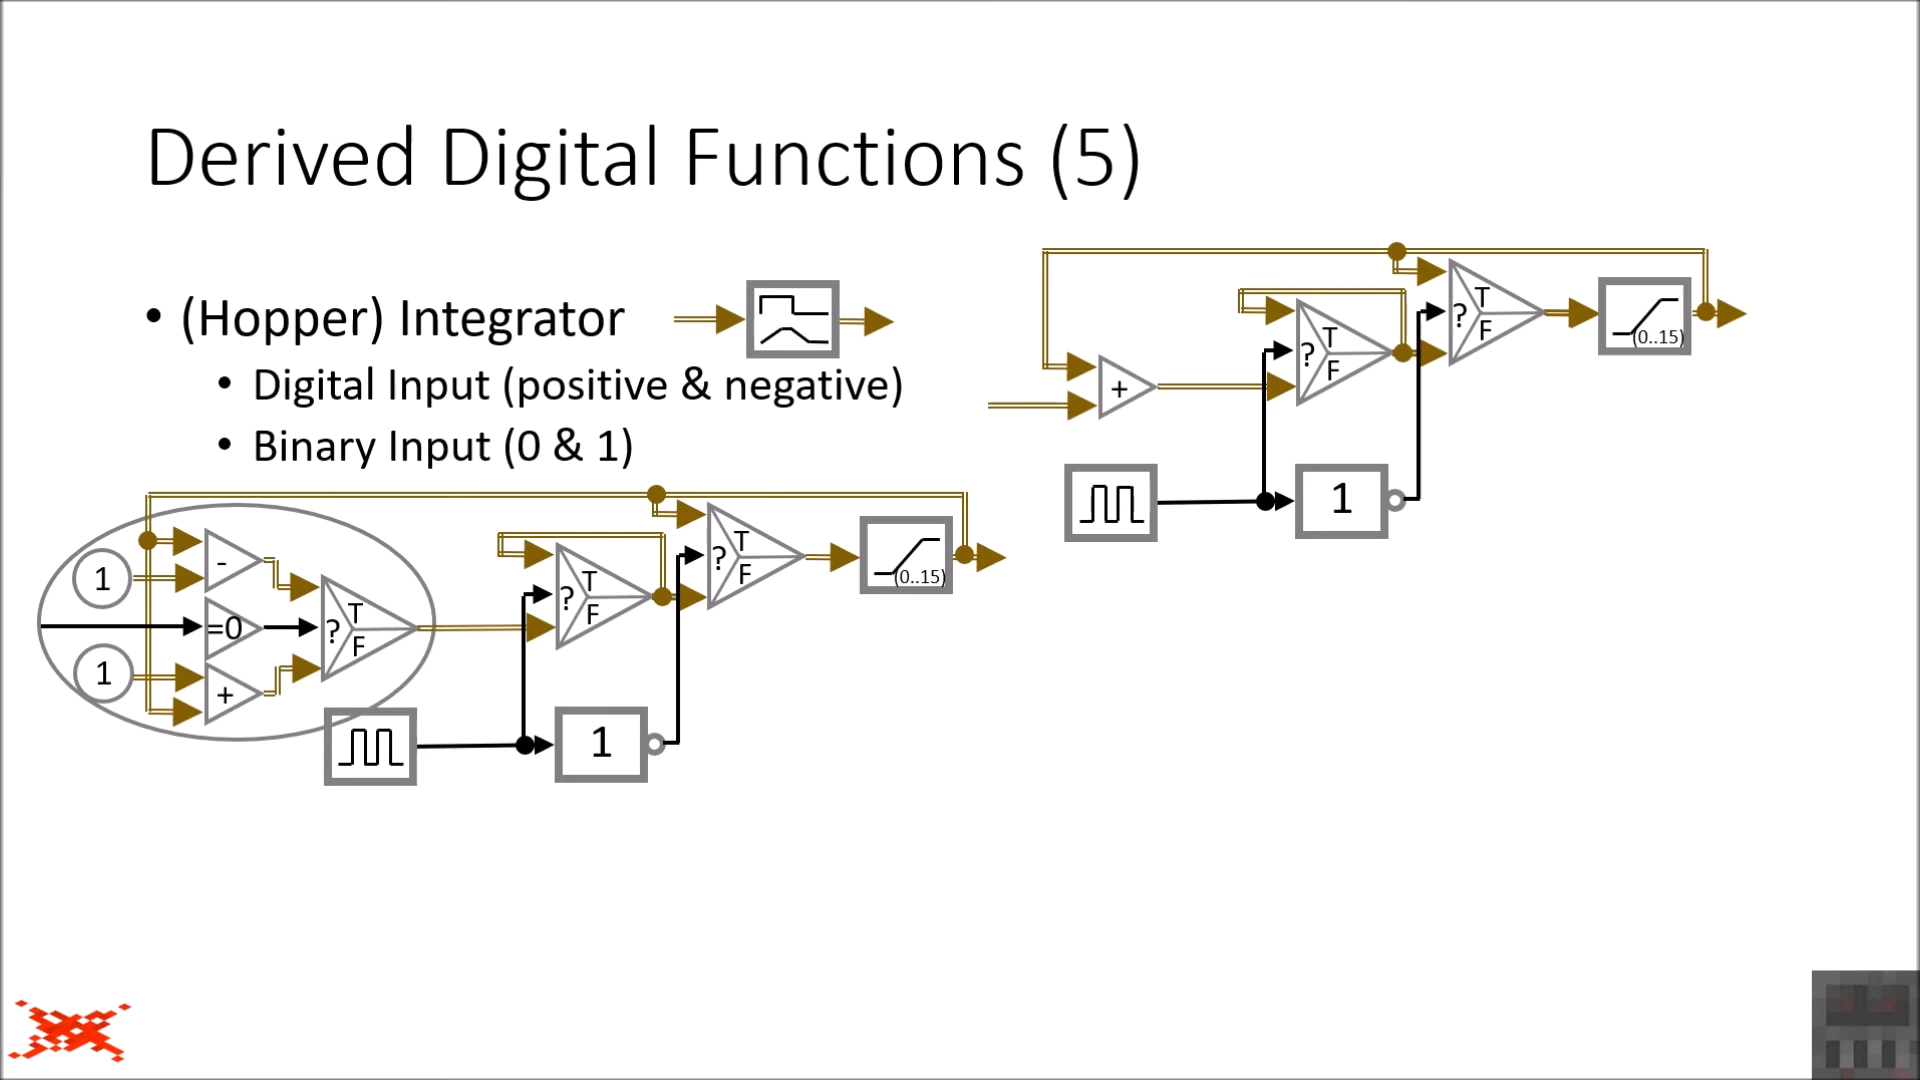 Derived Digital Functions (5)
• (Hopper) Integrator
• Digital Input (positive & negative)
• Binary Input (0 & 1)
+
?
T
F
?
T
F
(0..15)
1
1
-
=0
1
+
?
T
F
?
T
F
?
T
F
(0..15)
1